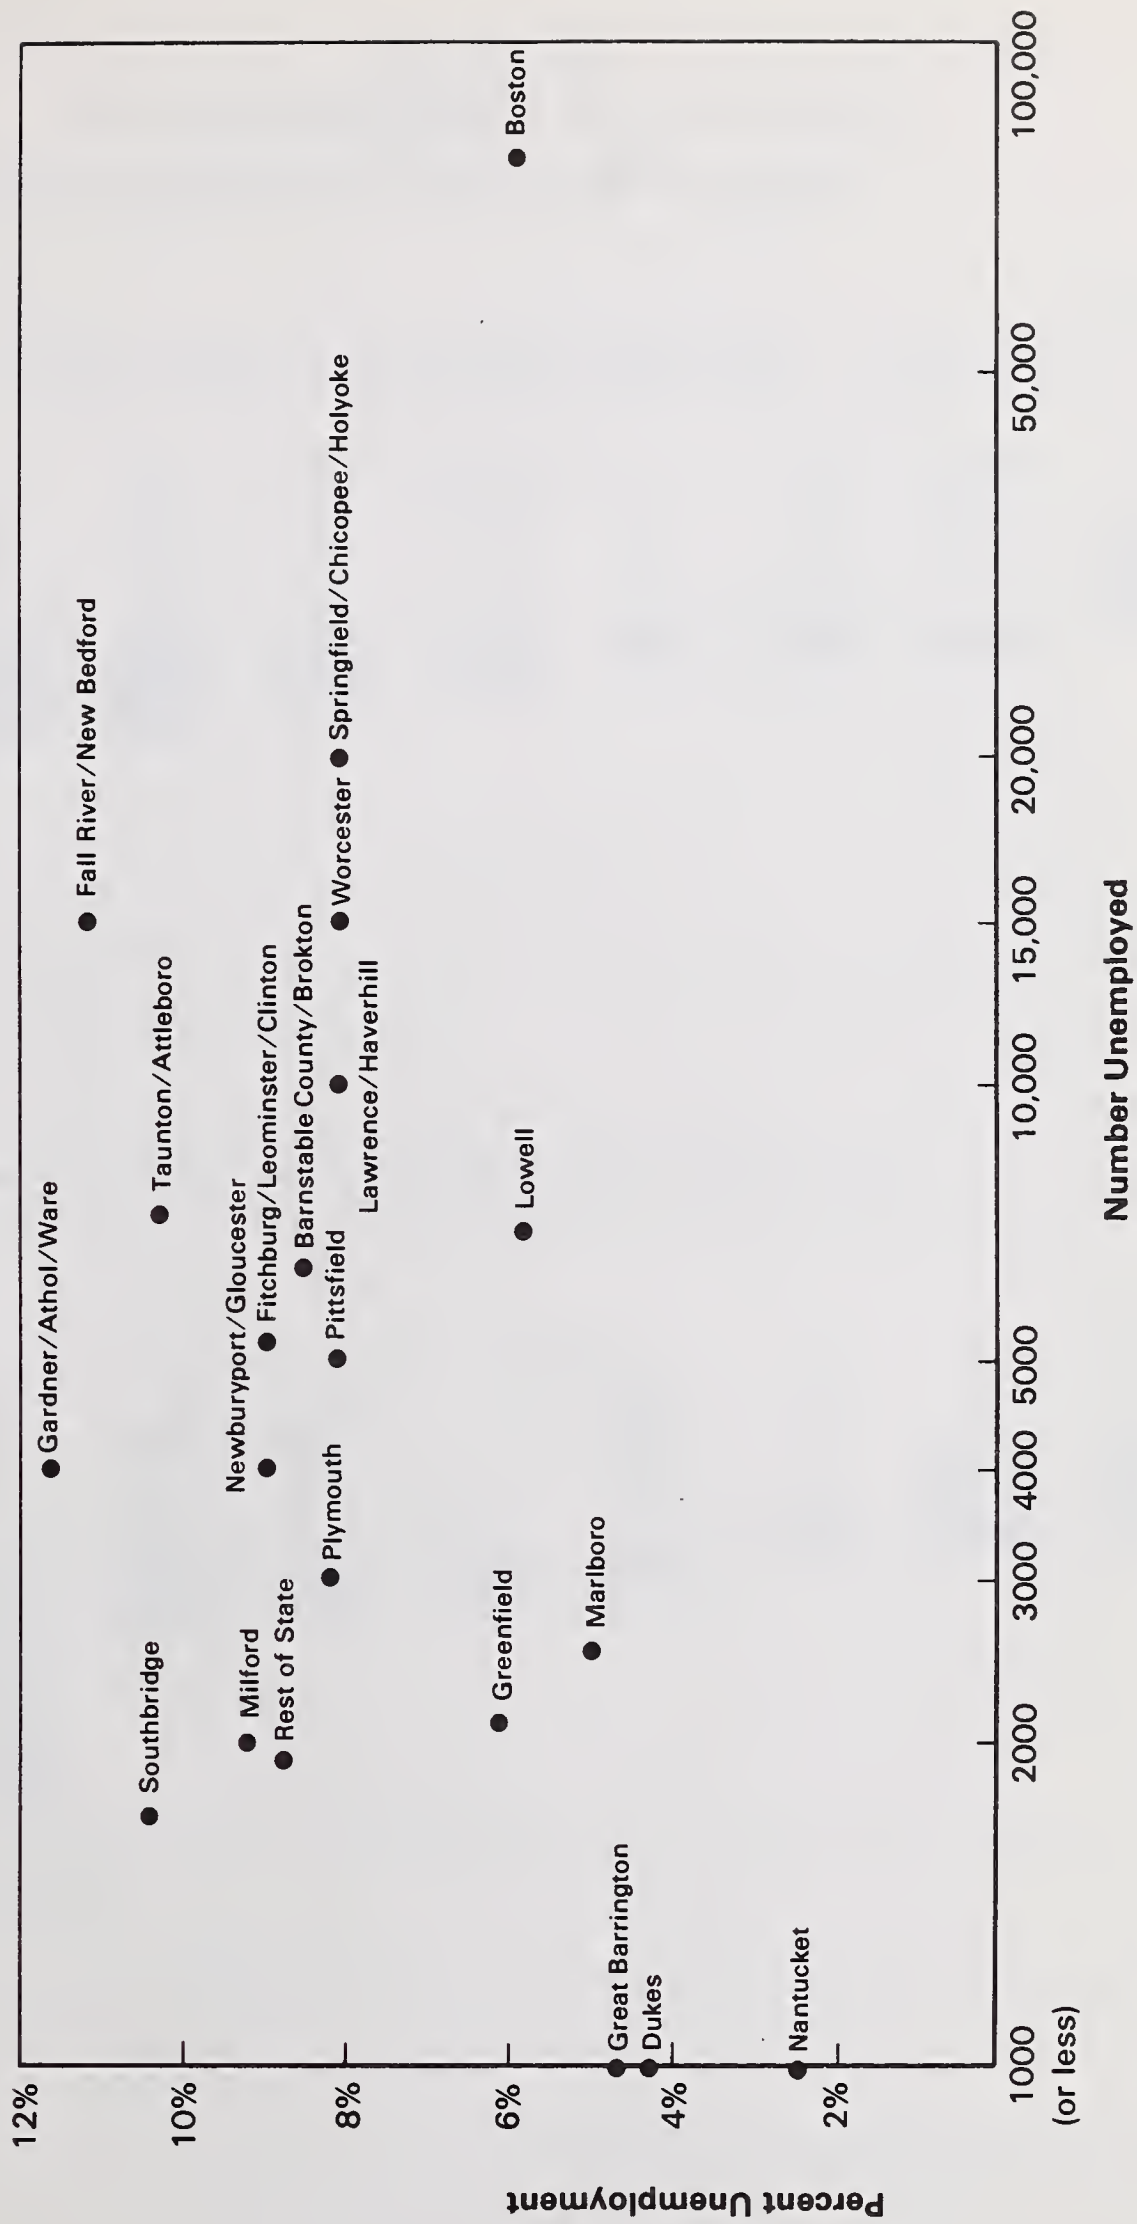 12%
10%
8%
6%
4%
2%
Percent Unemployment
Gardner/Athol/Ware
Fall River/New Bedford
Southbridge
Taunton/Attleboro
Newburyport/Gloucester
Milford
Fitchburg/Leominster/Clinton
Rest of State
Barnstable County/Brokton
Plymouth
Pittsfield
Worcester
Springfield/Chicopee/Holyoke
Lawrence/Haverhill
Greenfield
Lowell
Boston
Marlboro
Great Barrington
Dukes
Nantucket
1000
(or less)
2000
3000
4000
5000
10,000
15,000
20,000
50,000
100,000
Number Unemployed